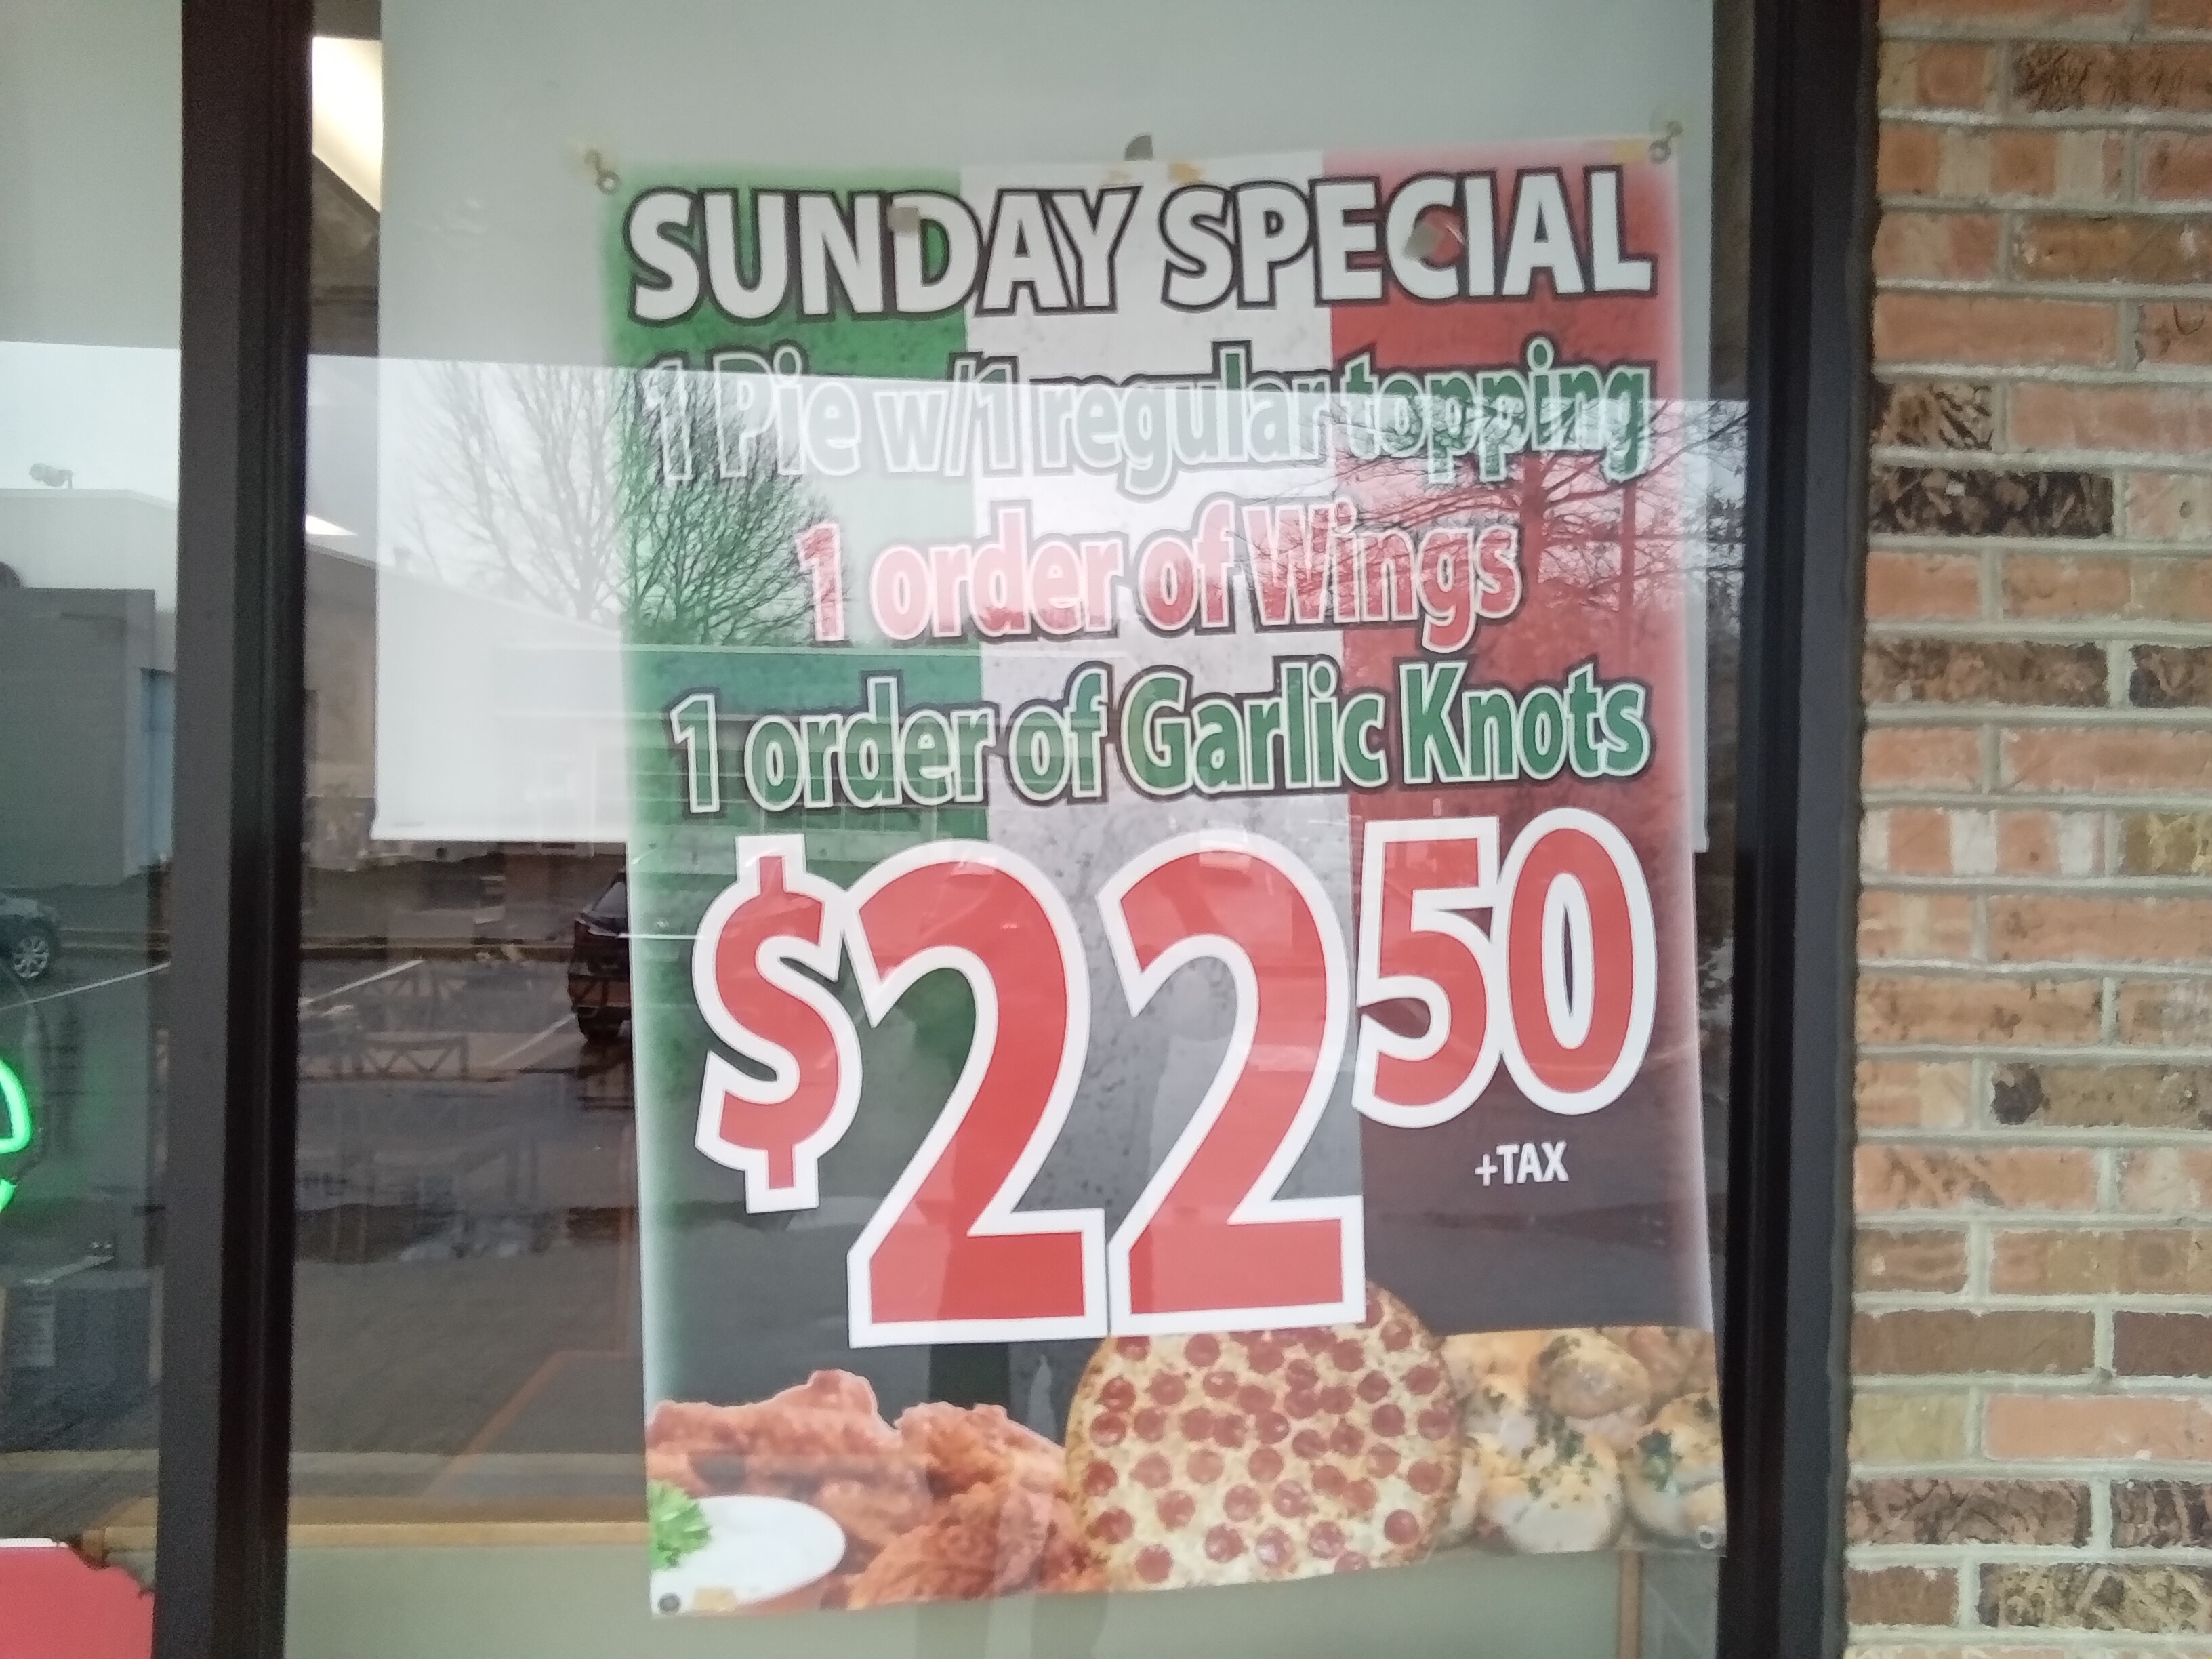 SUNDAY SPECIAL
1 Pie w/1 regular topping
1 order of Wings
1 order of Garlic Knots
$22 50
+TAX